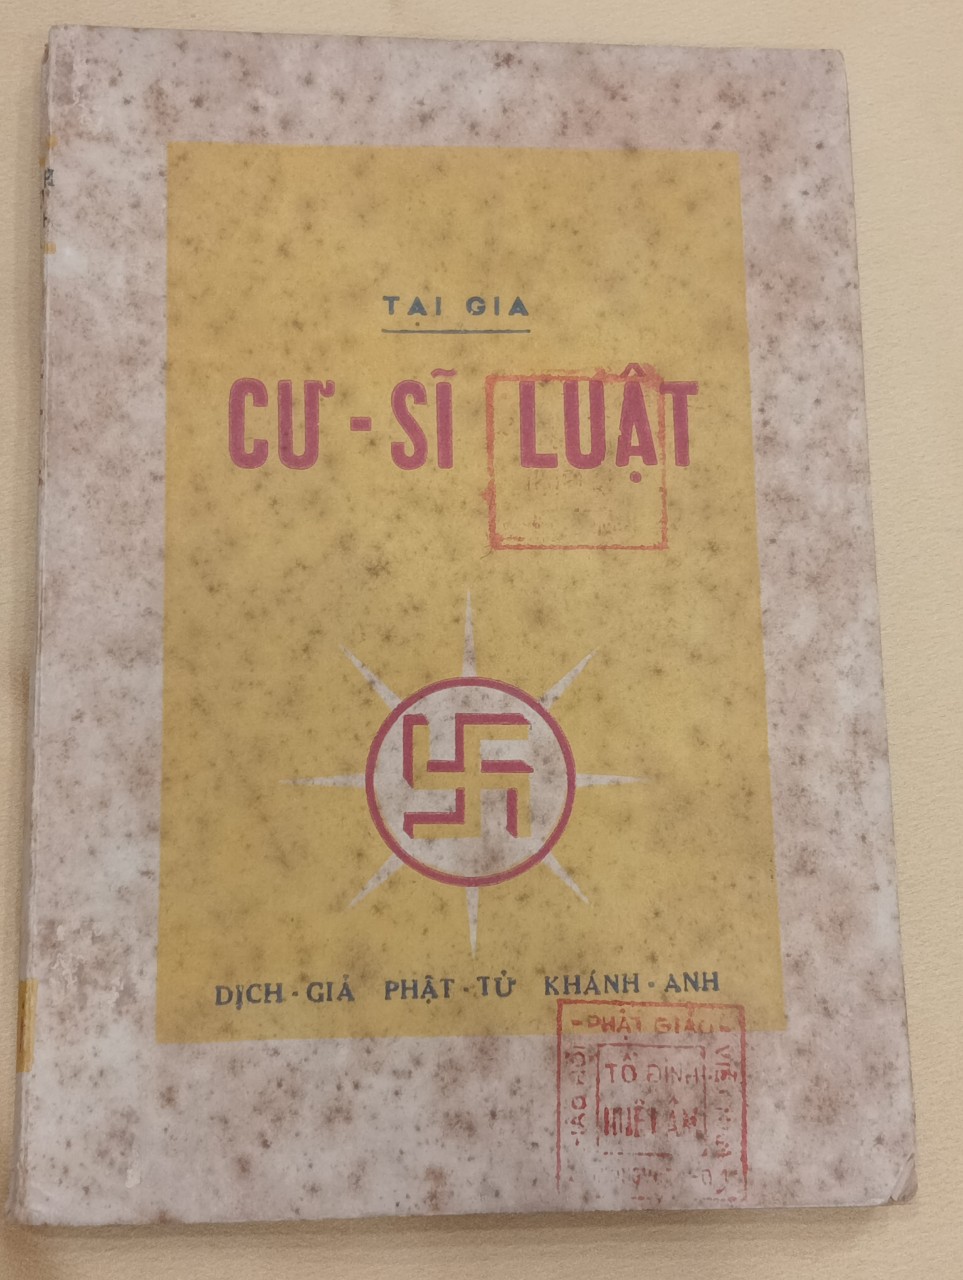 TẠI GIA
CƯ - SĨ LUẬT
DỊCH - GIẢ PHẬT - TỬ KHÁNH - ANH
- PHẬT GIÁO -
TỔ ĐÌNH